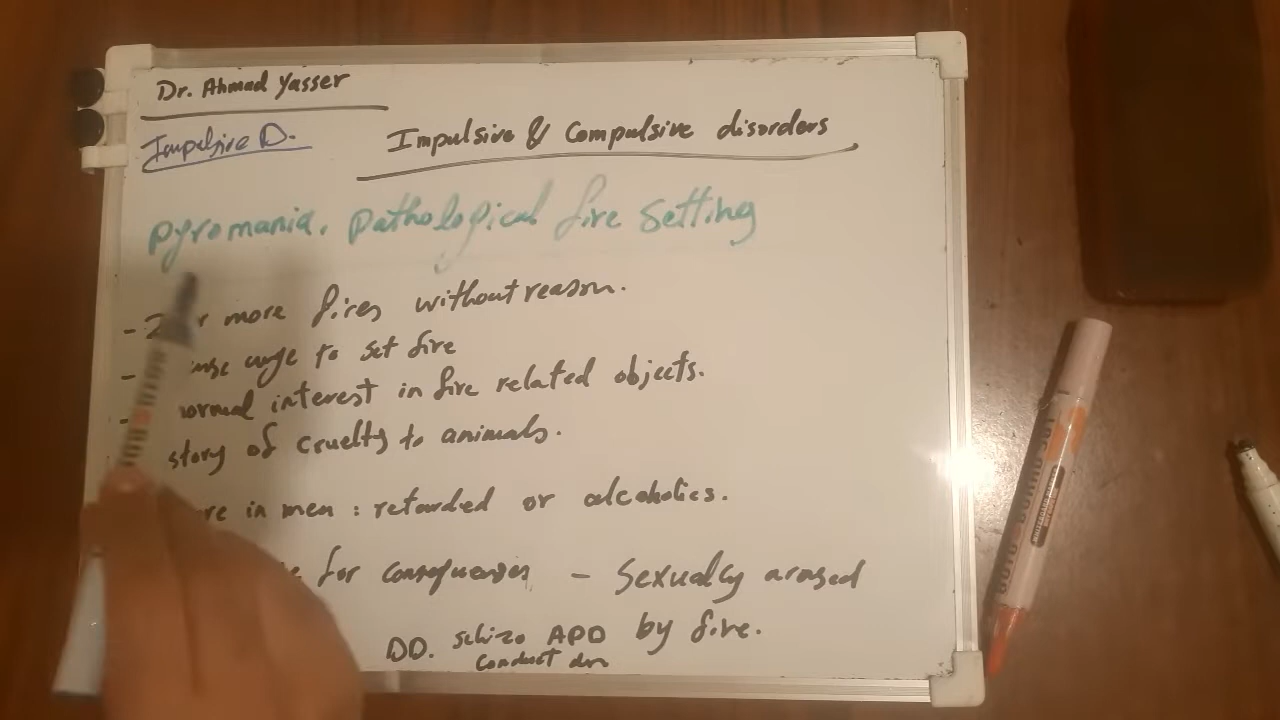 Dr. Ahmad Yasser
Impulsive D.
Impulsive & Compulsive disorders
pyromania. pathological fire setting
- 2 or more fires without reason.
- urge to set fire
- interest in fire related objects.
of cruelty to animals.
in men : retarded or alcoholics.
for consequences - Sexually aroused
by fire.
DD. schizo APD
Conduct